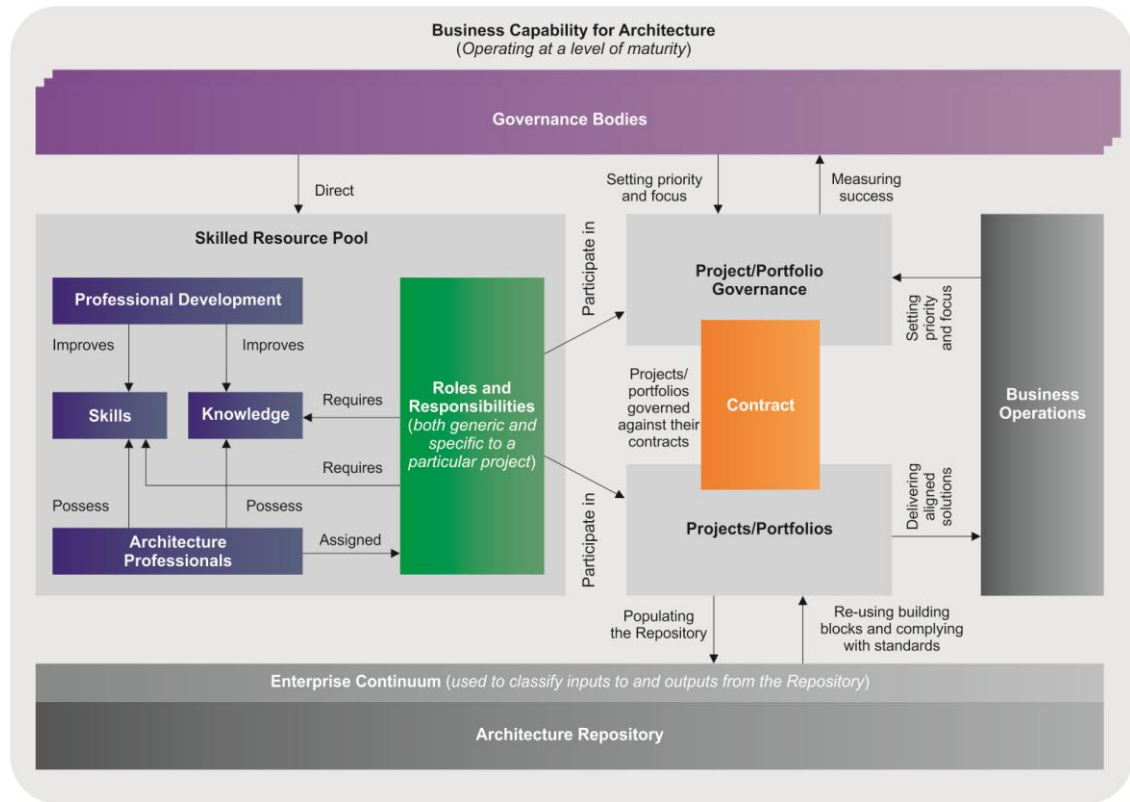 Business Capability for Architecture
(Operating at a level of maturity)
Governance Bodies
Direct
Setting priority
and focus
Measuring
success
Skilled Resource Pool
Professional Development
Improves
Improves
Skills
Knowledge
Requires
Requires
Possess
Possess
Architecture
Professionals
Assigned
Roles and
Responsibilities
(both generic and
specific to a
particular project)
Participate in
Participate in
Project/Portfolio
Governance
Projects/
portfolios
governed
against their
contracts
Contract
Projects/Portfolios
Setting
priority
and focus
Delivering
aligned
solutions
Business
Operations
Populating
the Repository
Re-using building
blocks and complying
with standards
Enterprise Continuum (used to classify inputs to and outputs from the Repository)
Architecture Repository